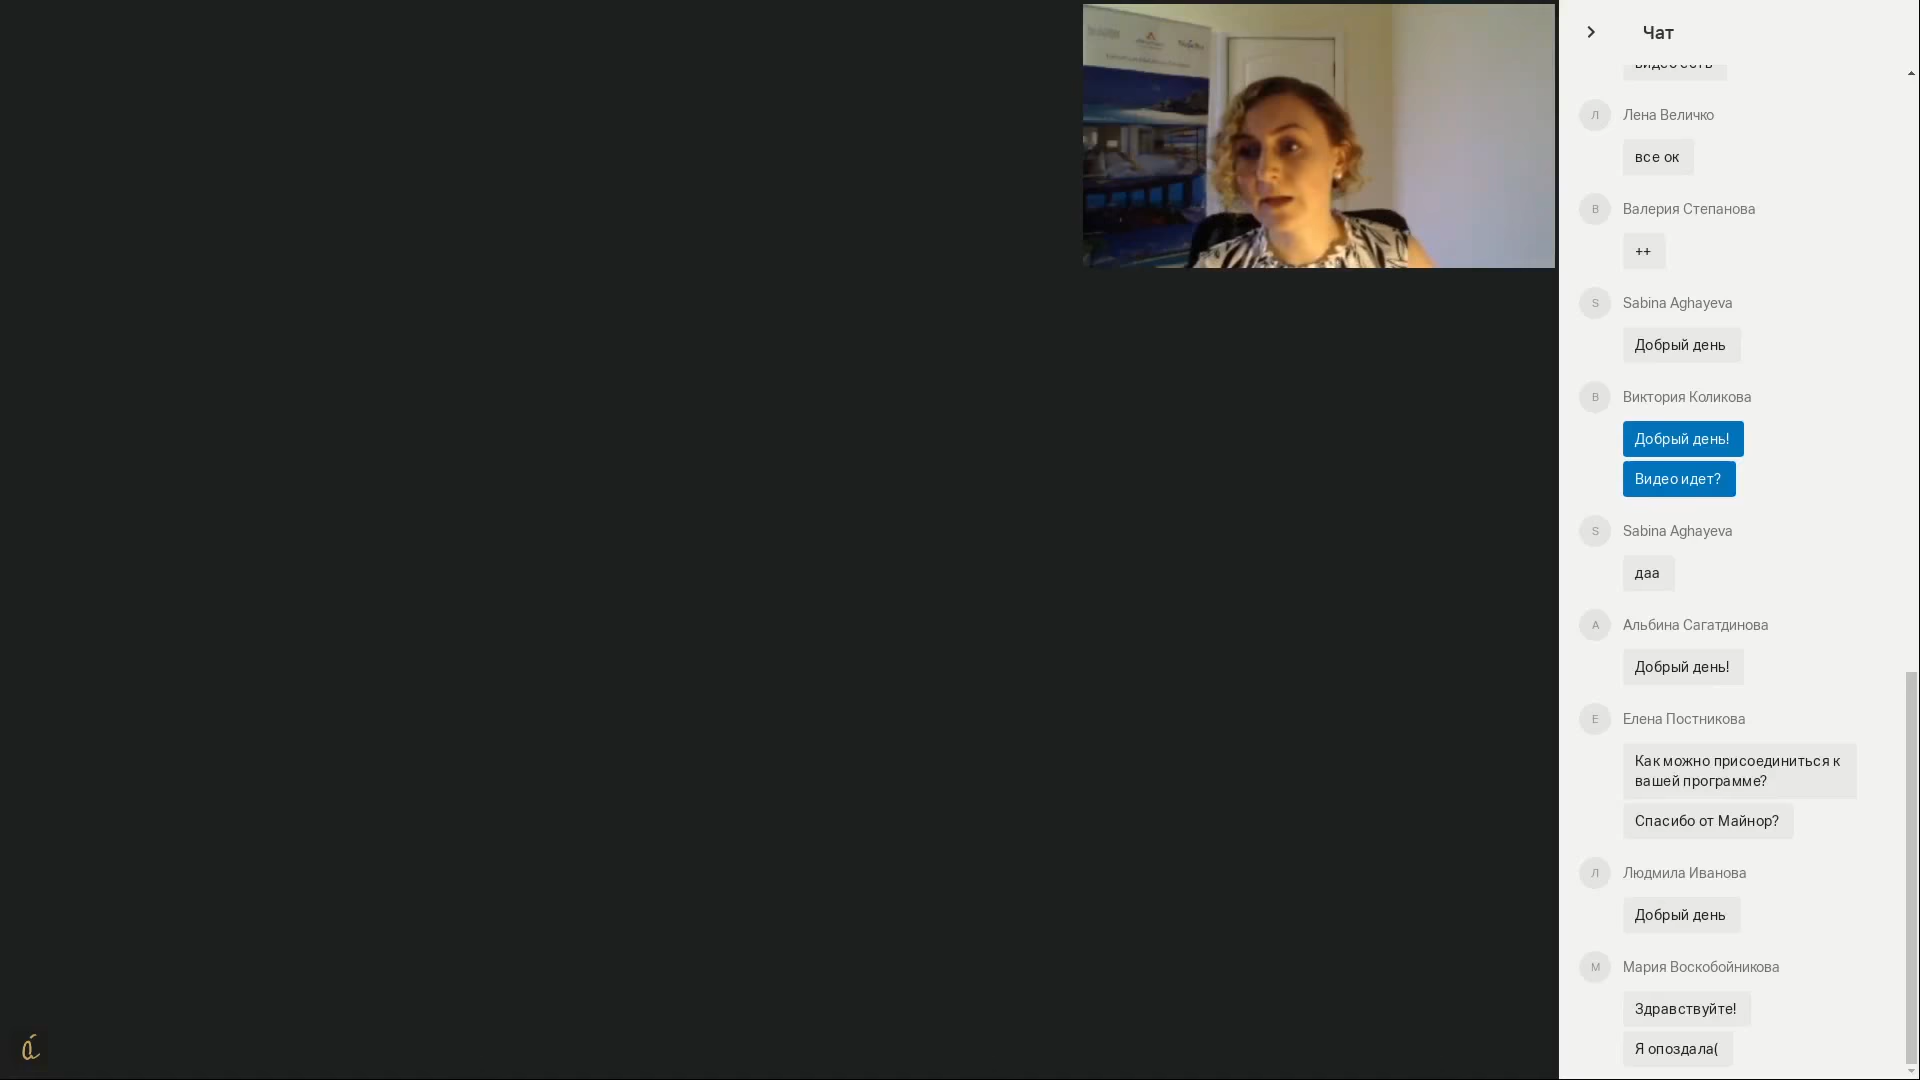 Чат
Лена Величко
все ок
Валерия Степанова
++
Sabina Aghayeva
Добрый день
Виктория Коликова
Добрый день!
Видео идет?
Sabina Aghayeva
даа
Альбина Сагатдинова
Добрый день!
Елена Постникова
Как можно присоединиться к
вашей программе?
Спасибо от Майнор?
Людмила Иванова
Добрый день
Мария Воскобойникова
Здравствуйте!
Я опоздала(